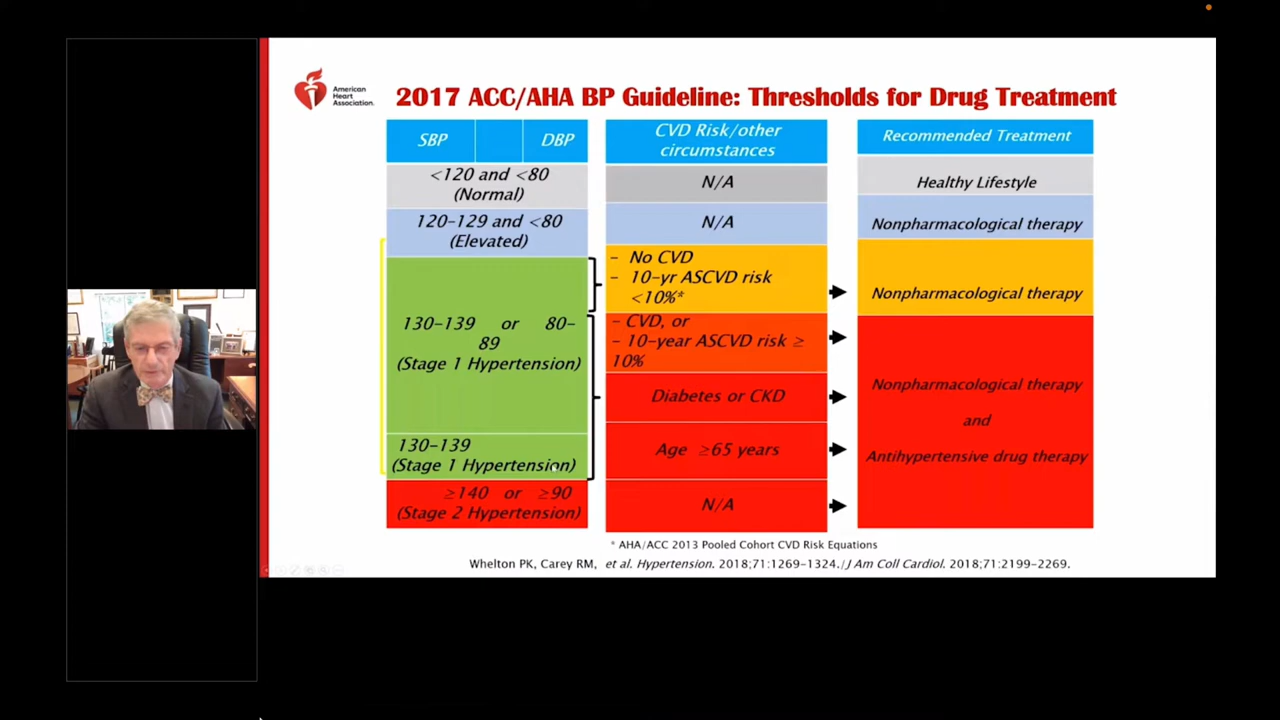 American
Heart
Association.
2017 ACC/AHA BP Guideline: Thresholds for Drug Treatment
SBP
DBP
CVD Risk/other
circumstances
Recommended Treatment
<120 and <80
(Normal)
N/A
Healthy Lifestyle
120-129 and <80
(Elevated)
N/A
Nonpharmacological therapy
130-139 or 80-
89
(Stage 1 Hypertension)
- No CVD
- 10-yr ASCVD risk
<10%*
Nonpharmacological therapy
- CVD, or
- 10-year ASCVD risk ≥
10%
Diabetes or CKD
130-139
(Stage 1 Hypertension)
Age ≥65 years
≥140 or ≥90
(Stage 2 Hypertension)
N/A
Nonpharmacological therapy
and
Antihypertensive drug therapy
* AHA/ACC 2013 Pooled Cohort CVD Risk Equations
Whelton PK, Carey RM, et al. Hypertension. 2018;71:1269-1324./J Am Coll Cardiol. 2018;71:2199-2269.